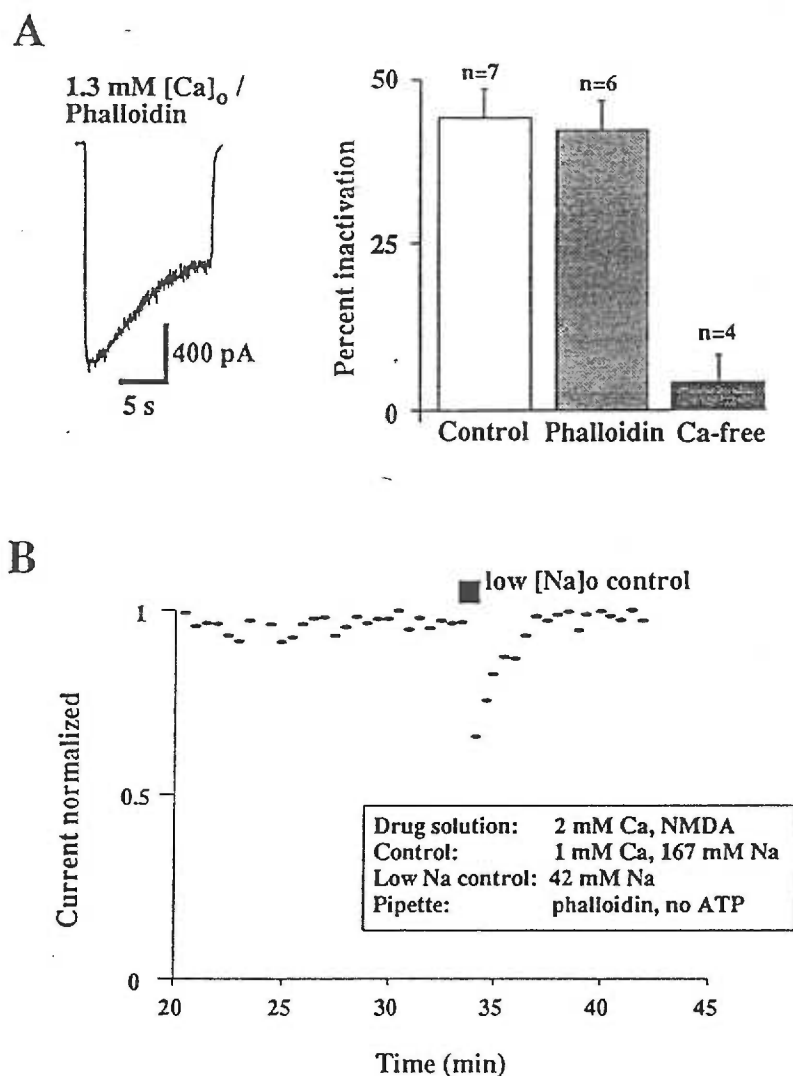 A
1.3 mM [Ca]o /
Phalloidin
400 pA
5 s
Percent inactivation
50
25
0
n=7
n=6
n=4
Control
Phalloidin
Ca-free
B
low [Na]o control
Current normalized
1
0.5
0
Drug solution: 2 mM Ca, NMDA
Control: 1 mM Ca, 167 mM Na
Low Na control: 42 mM Na
Pipette: phalloidin, no ATP
20 25 30 35 40 45
Time (min)